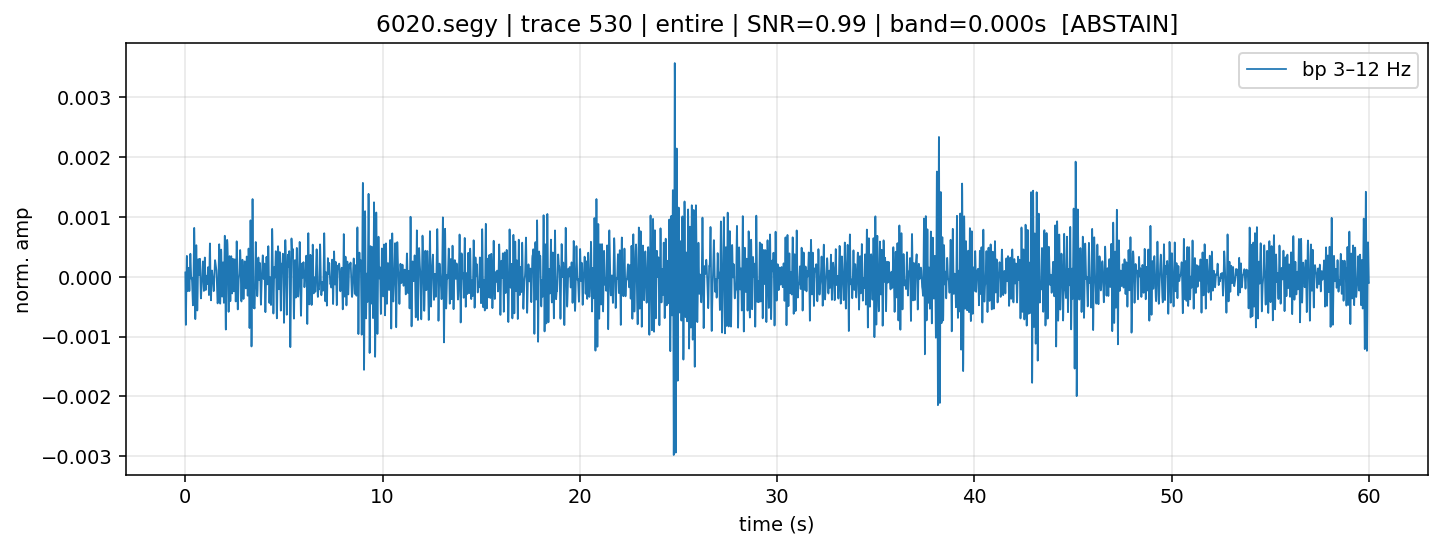 6020.segy | trace 530 | entire | SNR=0.99 | band=0.000s  [ABSTAIN]
bp 3–12 Hz
norm. amp
0.003
0.002
0.001
0.000
−0.001
−0.002
−0.003
0 10 20 30 40 50 60
time (s)